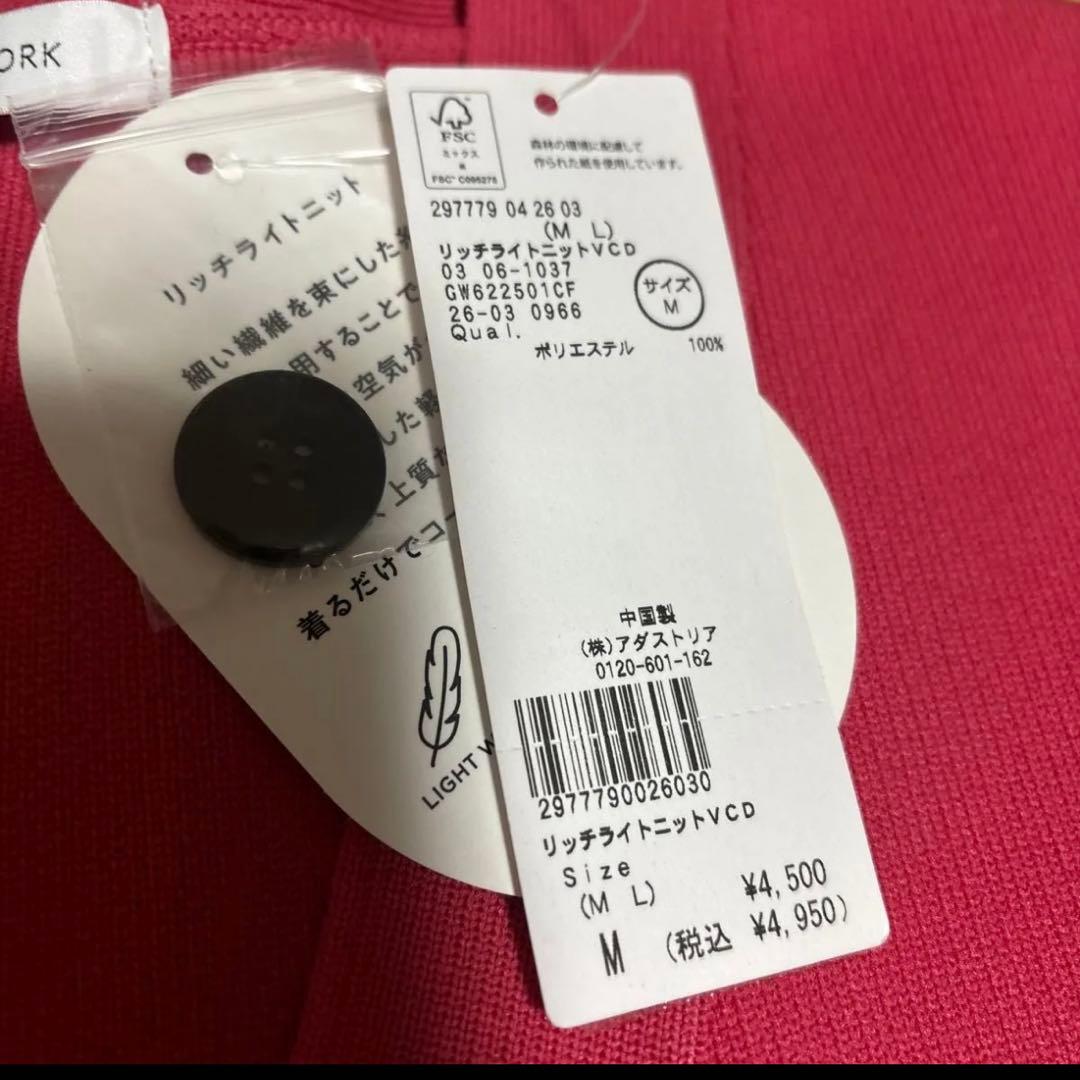 ORK
リッチライトニット
細い繊維を束にした
用することで
空気が
した軽
、上質
着るだけでコー
LIGHT W
FSC
ミックス
紙
FSC™ C095275
森林の環境に配慮して
作られた紙を使用しています。
297779 04 26 03
(M L)
リッチライトニットVCD
03 06-1037
GW622501CF
26-03 0966
Qual.
サイズ
M
ポリエステル 100%
中国製
(株)アダストリア
0120-601-162
2977790026030
リッチライトニットVCD
Size
(M L)
¥4,500
M (税込 ¥4,950)